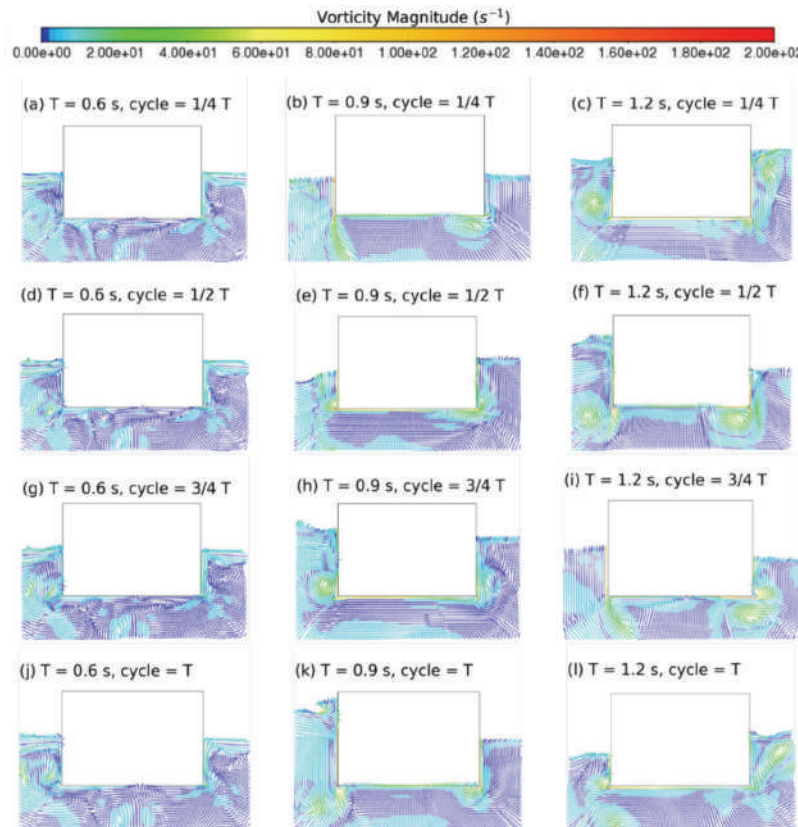 Vorticity Magnitude (s⁻¹)
0.00e+00 2.00e+01 4.00e+01 6.00e+01 8.00e+01 1.00e+02 1.20e+02 1.40e+02 1.60e+02 1.80e+02 2.00e+02
(a) T = 0.6 s, cycle = 1/4 T
(b) T = 0.9 s, cycle = 1/4 T
(c) T = 1.2 s, cycle = 1/4 T
(d) T = 0.6 s, cycle = 1/2 T
(e) T = 0.9 s, cycle = 1/2 T
(f) T = 1.2 s, cycle = 1/2 T
(g) T = 0.6 s, cycle = 3/4 T
(h) T = 0.9 s, cycle = 3/4 T
(i) T = 1.2 s, cycle = 3/4 T
(j) T = 0.6 s, cycle = T
(k) T = 0.9 s, cycle = T
(l) T = 1.2 s, cycle = T